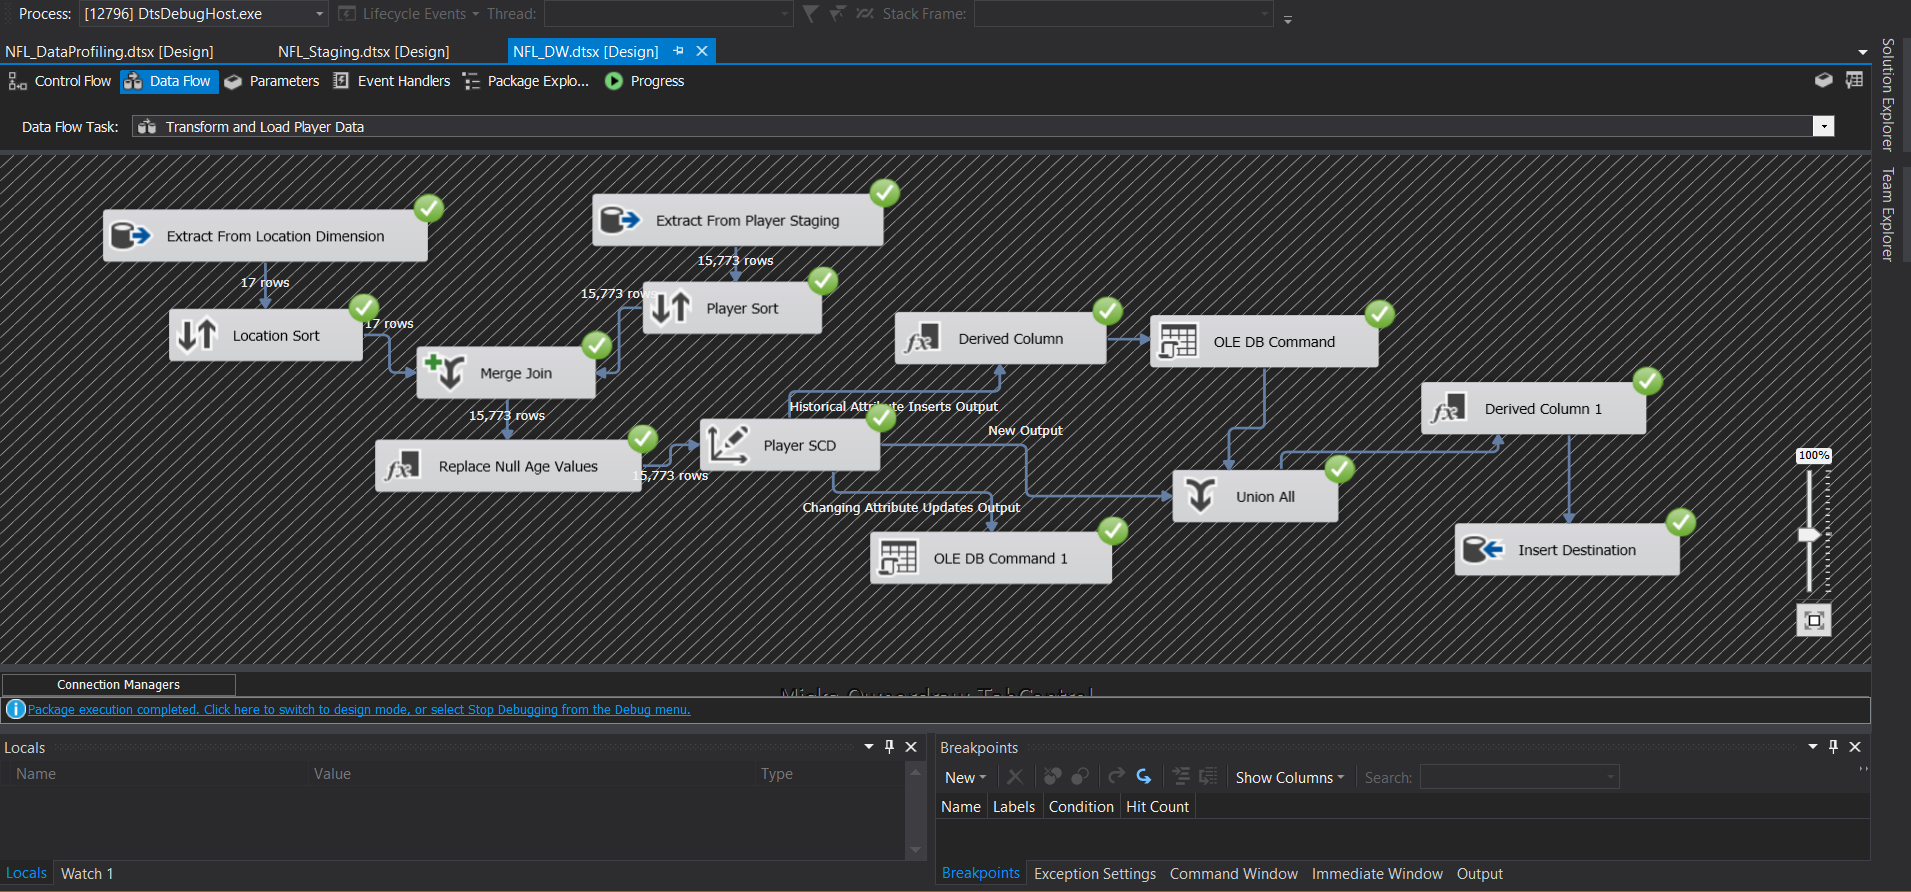 Process: [12796] DtsDebugHost.exe Lifecycle Events Thread: Stack Frame:
NFL_DataProfiling.dtsx [Design] NFL_Staging.dtsx [Design] NFL_DW.dtsx [Design]
Control Flow Data Flow Parameters Event Handlers Package Explo... Progress
Data Flow Task: Transform and Load Player Data
Solution Explorer
Team Explorer
Extract From Location Dimension
Extract From Player Staging
17 rows
15,773 rows
Location Sort
17 rows
15,773 rows
Player Sort
Merge Join
15,773 rows
Derived Column
OLE DB Command
Historical Attribute Inserts Output
New Output
Replace Null Age Values
15,773 rows
Player SCD
Changing Attribute Updates Output
OLE DB Command 1
Union All
Derived Column 1
Insert Destination
100%
Connection Managers
Package execution completed. Click here to switch to design mode, or select Stop Debugging from the Debug menu.
Locals
Name Value Type
Locals Watch 1
Breakpoints
New Show Columns Search:
Name Labels Condition Hit Count
Breakpoints Exception Settings Command Window Immediate Window Output